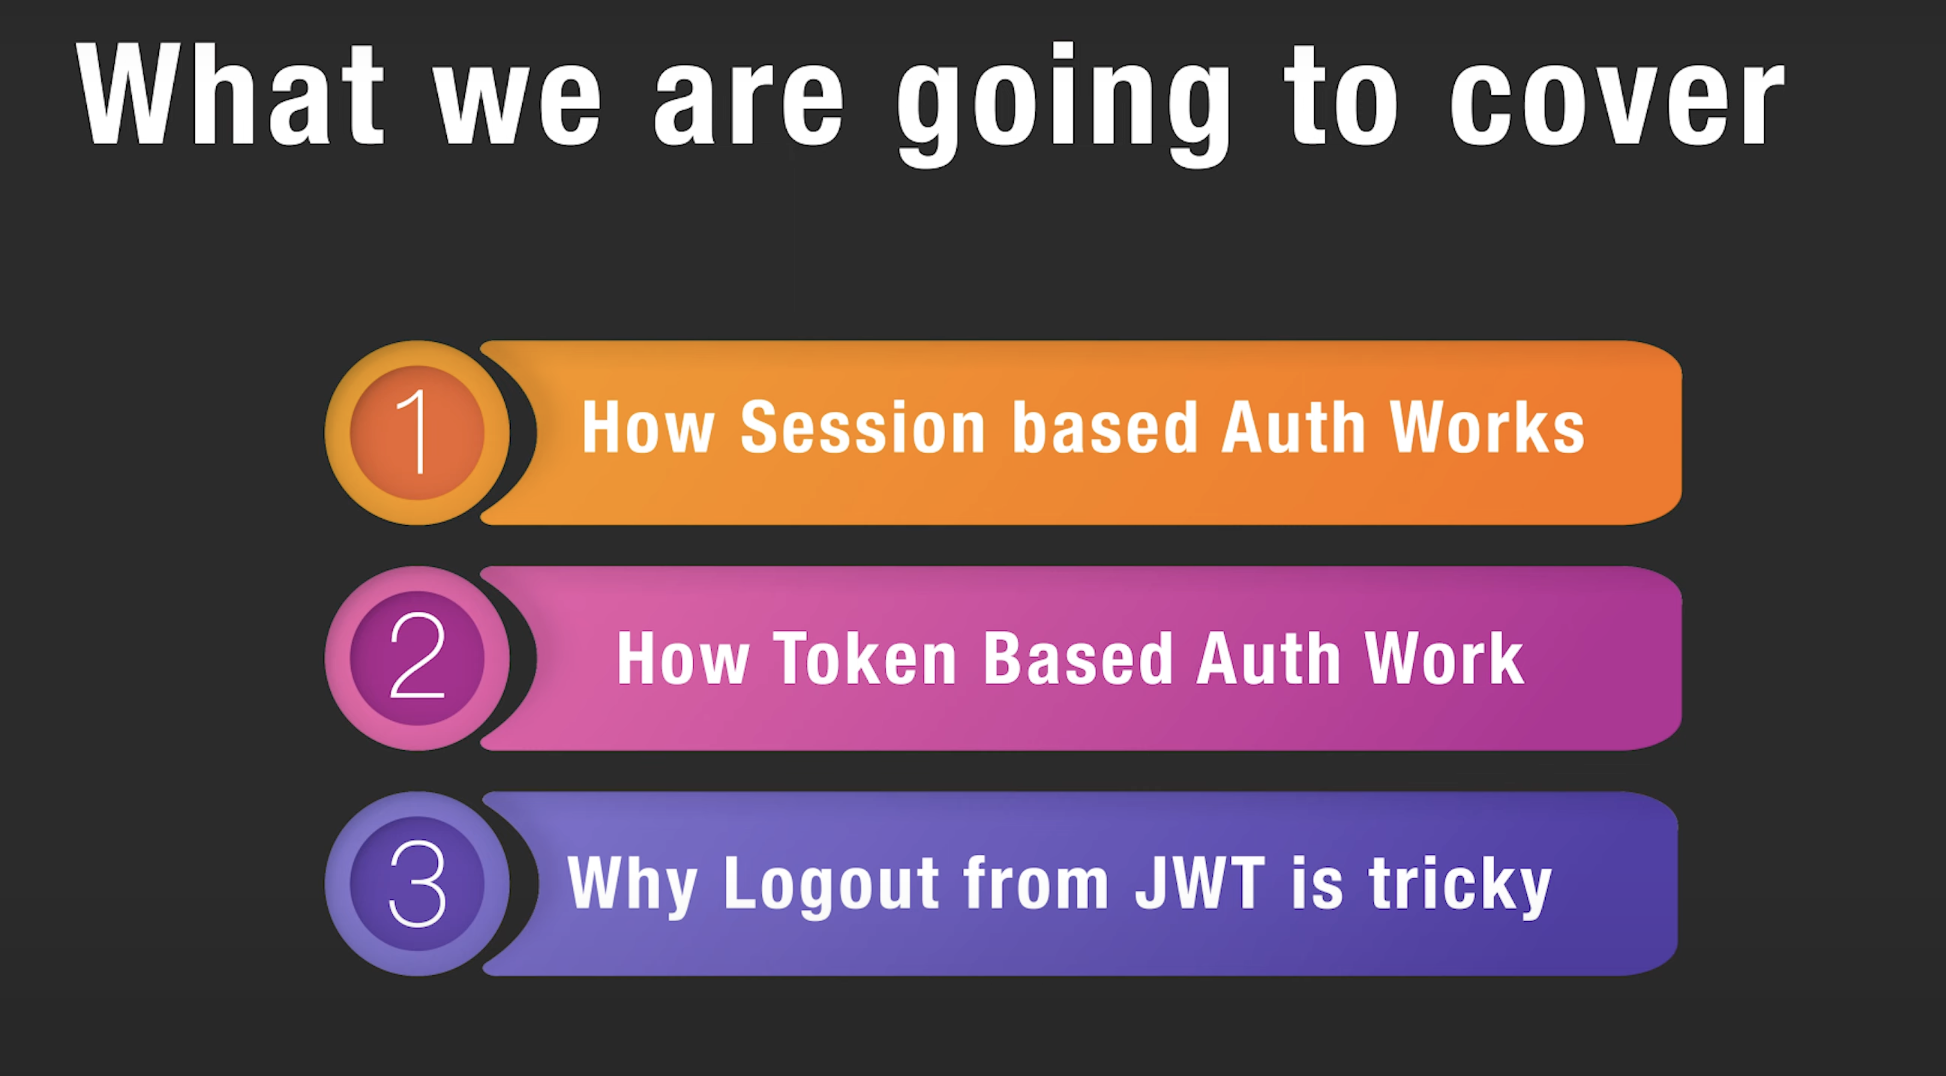 What we are going to cover
1
How Session based Auth Works
2
How Token Based Auth Work
3
Why Logout from JWT is tricky